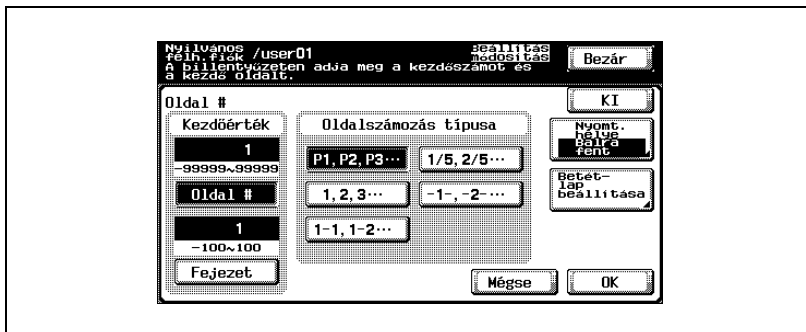 Nyilvános félh.fiók /user01
Beállítás módosítás
Bezár
A billentyűzeten adja meg a kezdőszámot és
a kezdő oldalt.
Oldal #
KI
Kezdőérték
Oldalszámozás típusa
1
-99999~99999
Oldal #
1
-100~100
Fejezet
P1, P2, P3···
1/5, 2/5···
1, 2, 3···
-1-, -2-···
1-1, 1-2···
Nyomt.
helye
Balra
fent
Betét-
lap
beállítása
Mégse
OK